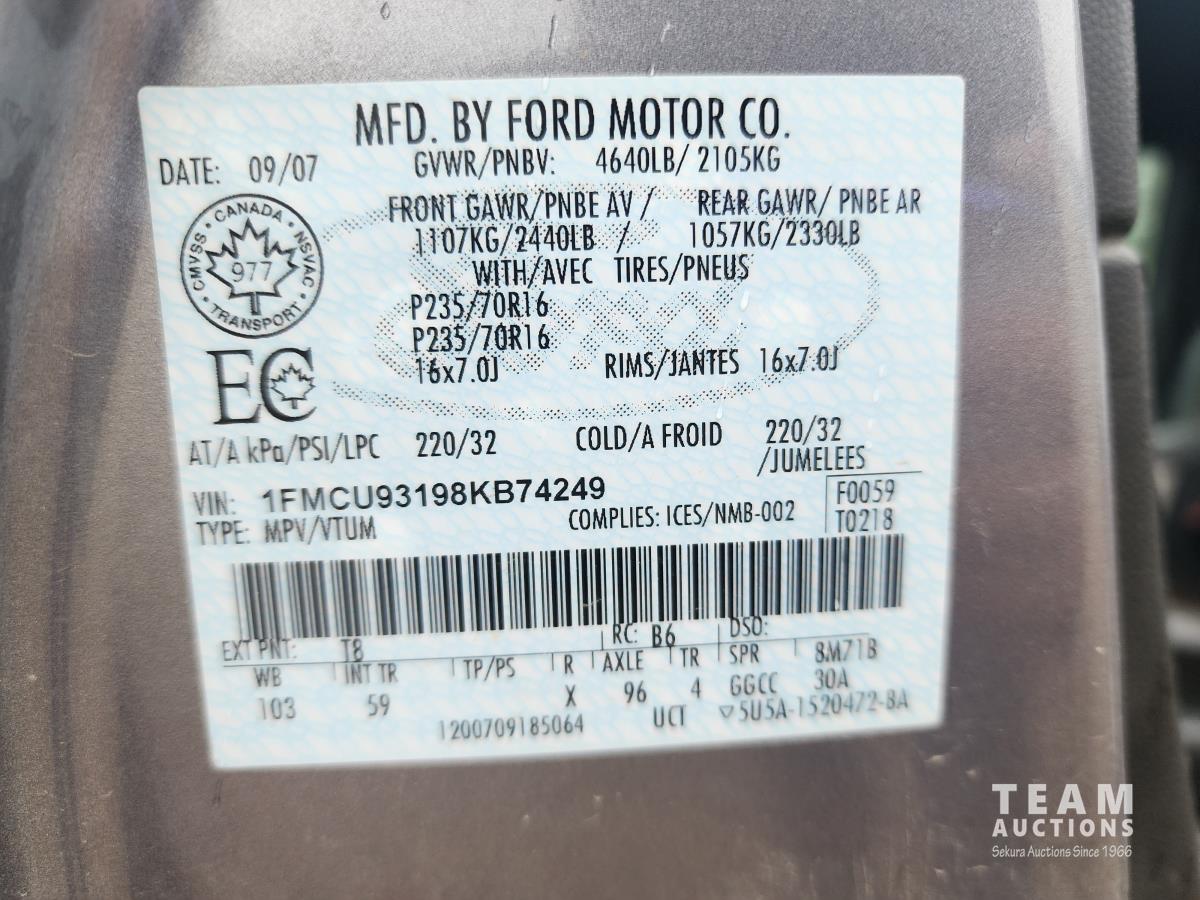 MFD. BY FORD MOTOR CO.
DATE: 09/07 GVWR/PNBV: 4640LB/ 2105KG
FRONT GAWR/PNBE AV / REAR GAWR/ PNBE AR
1107KG/2440LB / 1057KG/2330LB
WITH/AVEC TIRES/PNEUS
P235/70R16
P235/70R16
16x7.0J RIMS/JANTES 16x7.0J
CANADA
CMVSS NSVAC
977
TRANSPORT
EC
AT/A kPa/PSI/LPC 220/32 COLD/A FROID 220/32
/JUMELEES
VIN: 1FMCU93198KB74249 F0059
TYPE: MPV/VTUM COMPLIES: ICES/NMB-002 T0218
EXT PNT: T8 RC: B6 DSO:
WB INT TR TP/PS R AXLE TR SPR 8M71B
103 59 X 96 4 GGCC 30A
1200709185064 UCT ▽5U5A-1520472-BA
TEAM
AUCTIONS
Sekura Auctions Since 1966